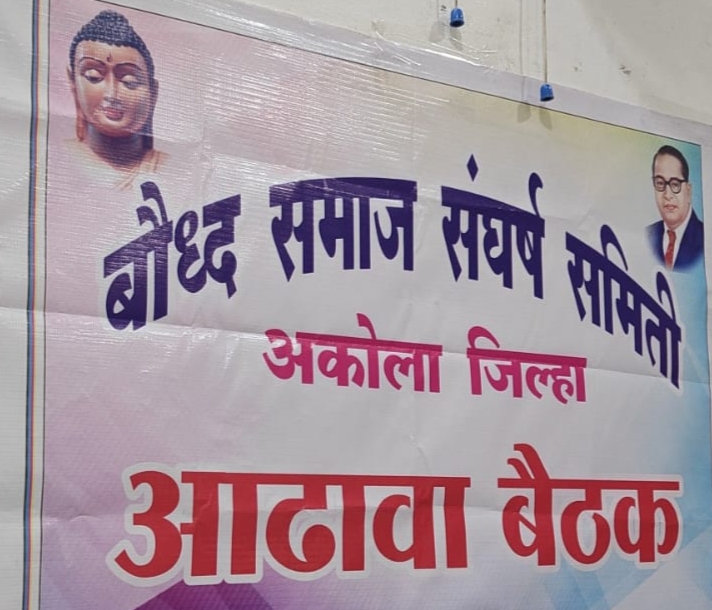 बौध्द समाज संघर्ष समिती
अकोला जिल्हा
आढावा बैठक